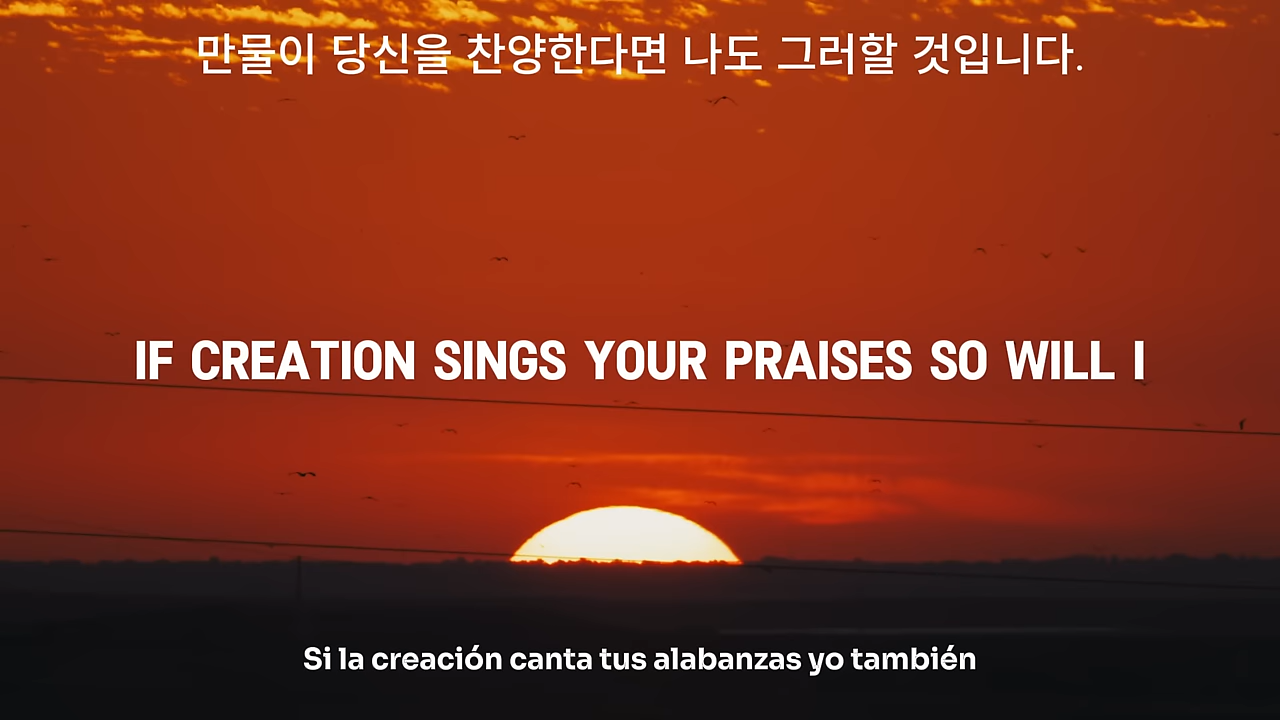 만물이 당신을 찬양한다면 나도 그러할 것입니다.
IF CREATION SINGS YOUR PRAISES SO WILL I
Si la creación canta tus alabanzas yo también